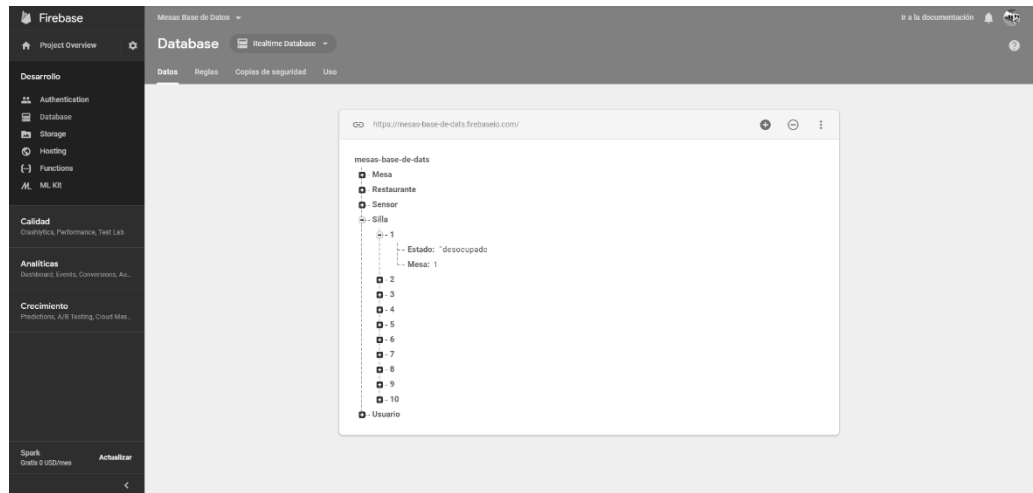 Firebase
Mesas Base de Datos
Ir a la documentación
Project Overview
Database
Realtime Database
Datos
Reglas
Copias de seguridad
Uso
Desarrollo
Authentication
Database
Storage
Hosting
Functions
ML Kit
Calidad
Crashlytics, Performance, Test Lab
Analíticas
Dashboard, Events, Conversions, Au...
Crecimiento
Predictions, A/B Testing, Cloud Mes...
Spark
Gratis 0 USD/mes
Actualizar
https://mesas-base-de-dats.firebaseio.com/
mesas-base-de-dats
Mesa
Restaurante
Sensor
Silla
1
Estado: "desocupado
Mesa: 1
2
3
4
5
6
7
8
9
10
Usuario